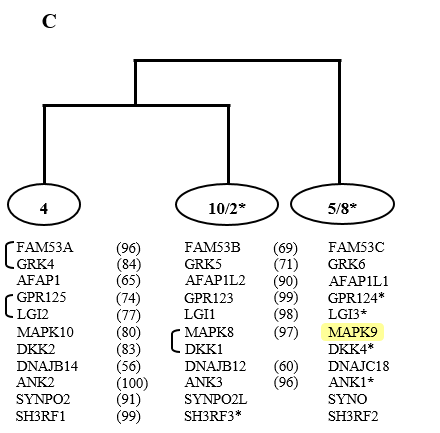 C
4 10/2* 5/8*
FAM53A (96) FAM53B (69) FAM53C
GRK4 (84) GRK5 (71) GRK6
AFAP1 (65) AFAP1L2 (90) AFAP1L1
GPR125 (74) GPR123 (99) GPR124*
LGI2 (77) LGI1 (98) LGI3*
MAPK10 (80) MAPK8 (97) MAPK9
DKK2 (83) DKK1 DKK4*
DNAJB14 (56) DNAJB12 (60) DNAJC18
ANK2 (100) ANK3 (96) ANK1*
SYNPO2 (91) SYNPO2L SYNO
SH3RF1 (99) SH3RF3* SH3RF2